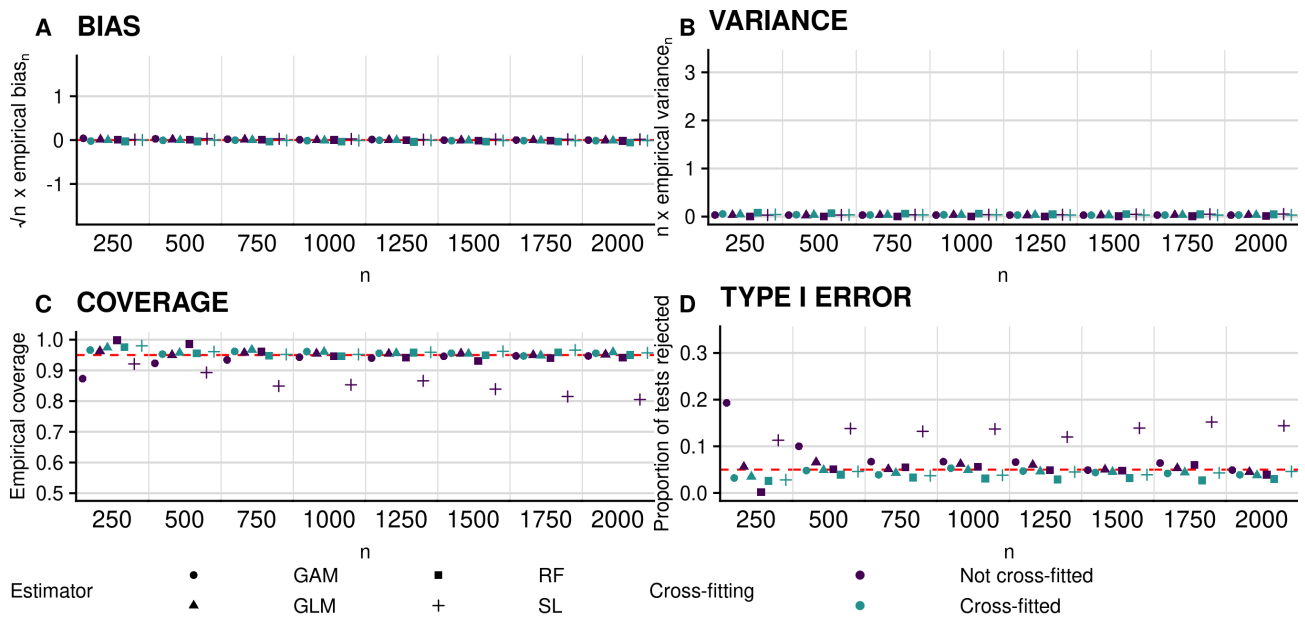 A BIAS
√n x empirical biasₙ
1
0
-1
250 500 750 1000 1250 1500 1750 2000
n
B VARIANCE
n x empirical varianceₙ
3
2
1
0
250 500 750 1000 1250 1500 1750 2000
n
C COVERAGE
Empirical coverage
1.0
0.9
0.8
0.7
0.6
0.5
250 500 750 1000 1250 1500 1750 2000
n
D TYPE I ERROR
Proportion of tests rejected
0.3
0.2
0.1
0.0
250 500 750 1000 1250 1500 1750 2000
n
Estimator
GAM
GLM
RF
SL
Cross-fitting
Not cross-fitted
Cross-fitted